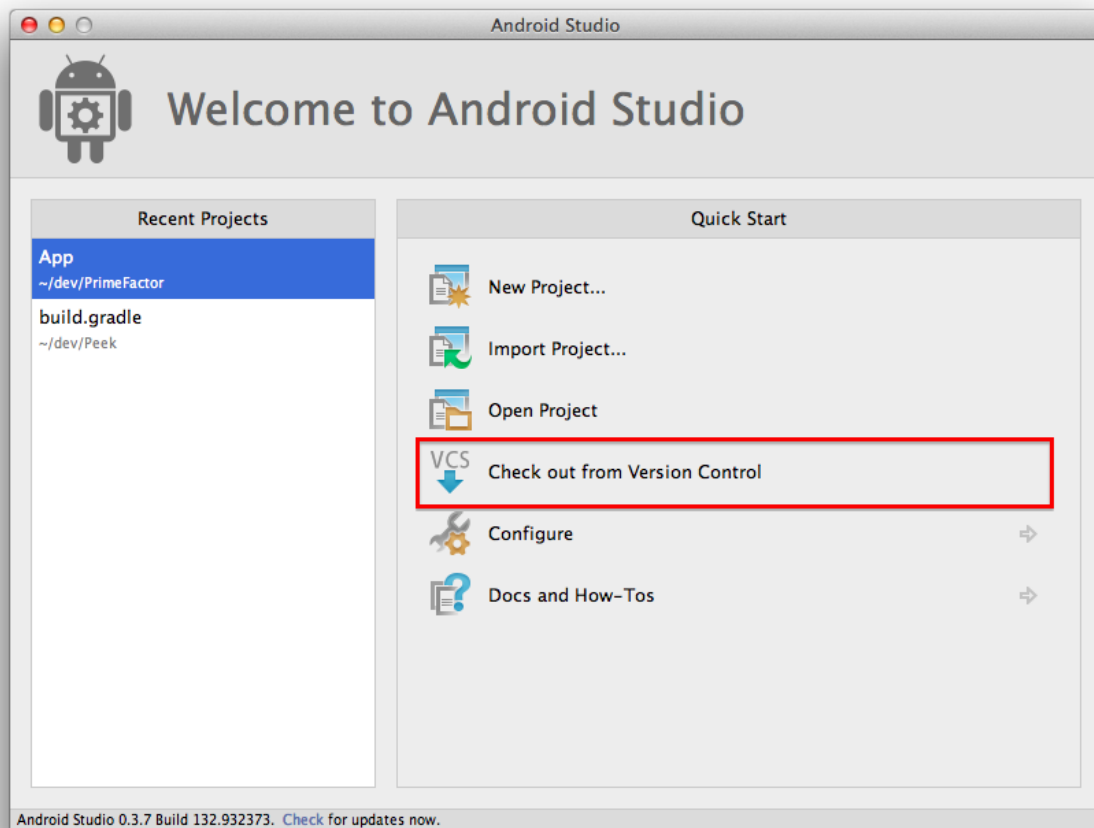 Android Studio
Welcome to Android Studio
Recent Projects
App
~/dev/PrimeFactor
build.gradle
~/dev/Peek
Quick Start
New Project...
Import Project...
Open Project
VCS
Check out from Version Control
Configure
Docs and How-Tos
Android Studio 0.3.7 Build 132.932373. Check for updates now.